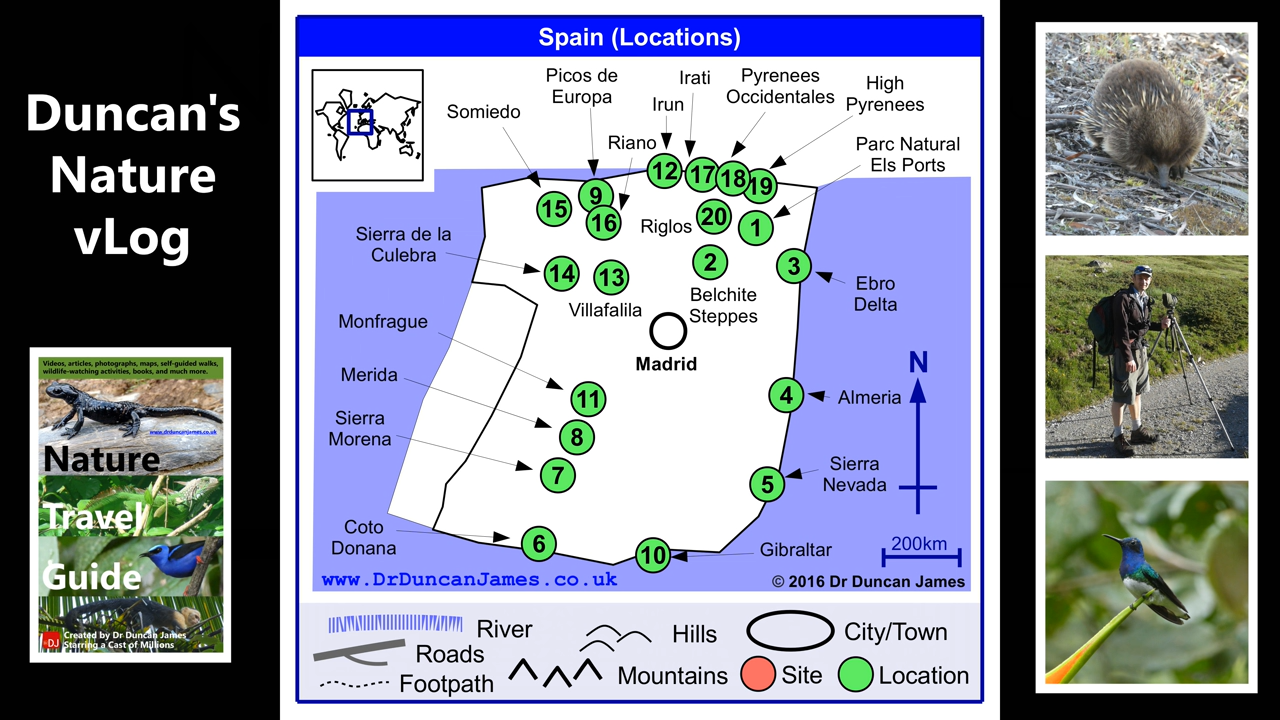 Duncan's
Nature
vLog
Videos, articles, photographs, maps, self-guided walks,
wildlife-watching activities, books, and much more.
www.drduncanjames.co.uk
Nature
Travel
Guide
DJ
Created by Dr Duncan James
Starring a Cast of Millions
Spain (Locations)
Picos de
Europa
Irati
Pyrenees
Occidentales
High
Pyrenees
Somiedo
Irun
Riano
Parc Natural
Els Ports
12
17
18
19
9
15
16
20
1
Riglos
Sierra de la
Culebra
14
13
2
3
Villafalila
Belchite
Steppes
Ebro
Delta
Monfrague
Madrid
N
Merida
11
4
Almeria
Sierra
Morena
8
7
5
Sierra
Nevada
Coto
Donana
6
10
Gibraltar
200km
www.DrDuncanJames.co.uk
© 2016 Dr Duncan James
River
Hills
City/Town
Roads
Footpath
Mountains
Site
Location